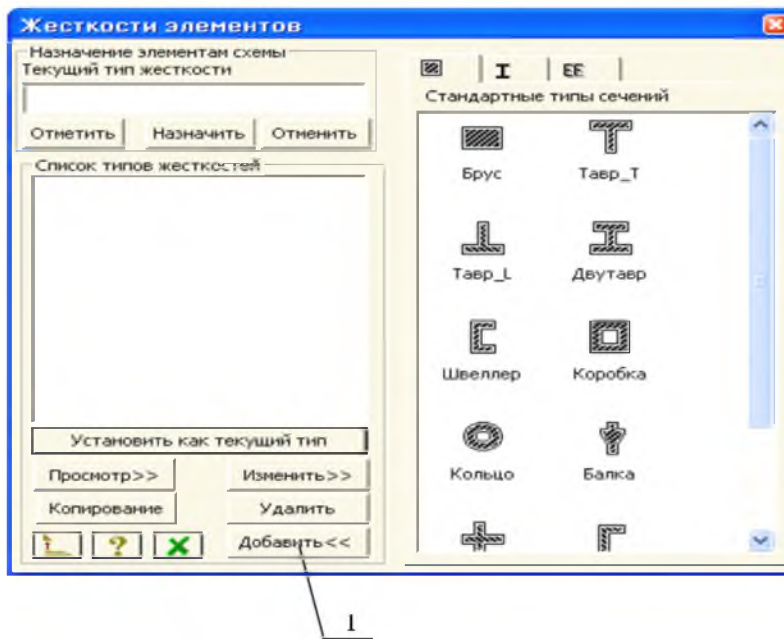 Жесткости элементов
Назначение элементам схемы
Текущий тип жесткости
Отметить Назначить Отменить
Список типов жесткостей
Установить как текущий тип
Просмотр>> Изменить>>
Копирование Удалить
? Добавить<<
I ЕЕ
Стандартные типы сечений
Брус Тавр_Т
Тавр_L Двутавр
Швеллер Коробка
Кольцо Балка
1